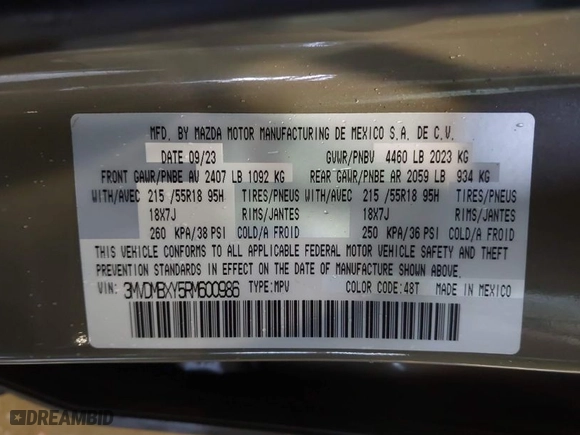 MFD. BY MAZDA MOTOR MANUFACTURING DE MEXICO S.A. DE C.V.
DATE 09/23 GVWR/PNBV 4460 LB 2023 KG
FRONT GAWR/PNBE AV 2407 LB 1092 KG REAR GAWR/PNBE AR 2059 LB 934 KG
WITH/AVEC 215 /55R18 95H TIRES/PNEUS 215 /55R18 95H TIRES/PNEUS
18X7J RIMS/JANTES 18X7J RIMS/JANTES
260 KPA/38 PSI COLD/A FROID 250 KPA/36 PSI COLD/A FROID
THIS VEHICLE CONFORMS TO ALL APPLICABLE FEDERAL MOTOR VEHICLE SAFETY AND THEFT
PREVENTION STANDARDS IN EFFECT ON THE DATE OF MANUFACTURE SHOWN ABOVE.
VIN: 3MVDMBXY5RM600986 TYPE:MPV COLOR CODE:48T MADE IN MEXICO
DREAMBID